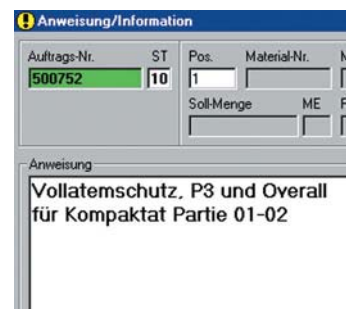 Anweisung/Information
Auftrags-Nr. ST Pos. Material-Nr.
500752 10 1
Soll-Menge ME
Anweisung
Vollatemschutz, P3 und Overall
für Kompaktat Partie 01-02